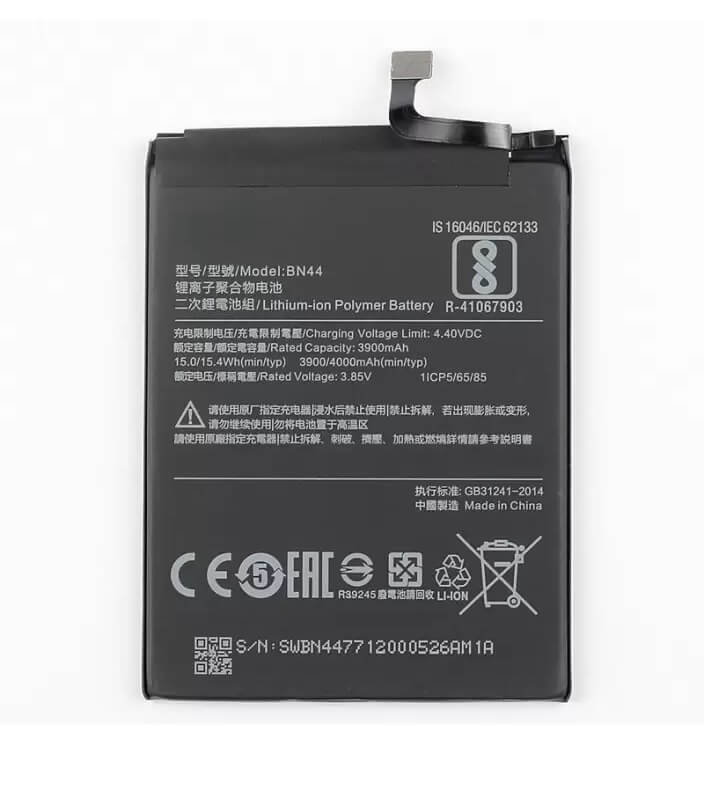 IS 16046/IEC 62133
R-41067903
型号/型號/Model:BN44
锂离子聚合物电池
二次鋰電池組/Lithium-ion Polymer Battery
充电限制电压/充電限制電壓/Charging Voltage Limit: 4.40VDC
额定容量/額定電容量/Rated Capacity: 3900mAh
15.0/15.4Wh(min/typ) 3900/4000mAh(min/typ)
额定电压/標稱電壓/Rated Voltage: 3.85V 1ICP5/65/85
请使用原厂指定充电器|浸水后禁止使用|禁止拆解，若出现膨胀或变形，
请勿继续使用|勿将电池置于高温区
請使用原廠指定充電器|禁止拆解、刺破、擠壓、加熱或燃燒詳情請參考說明書
执行标准: GB31241-2014
中國製造 Made in China
CE 5 EAC
R39245 廢電池請回收 LI-ION
S/N: SWBN447712000526AM1A